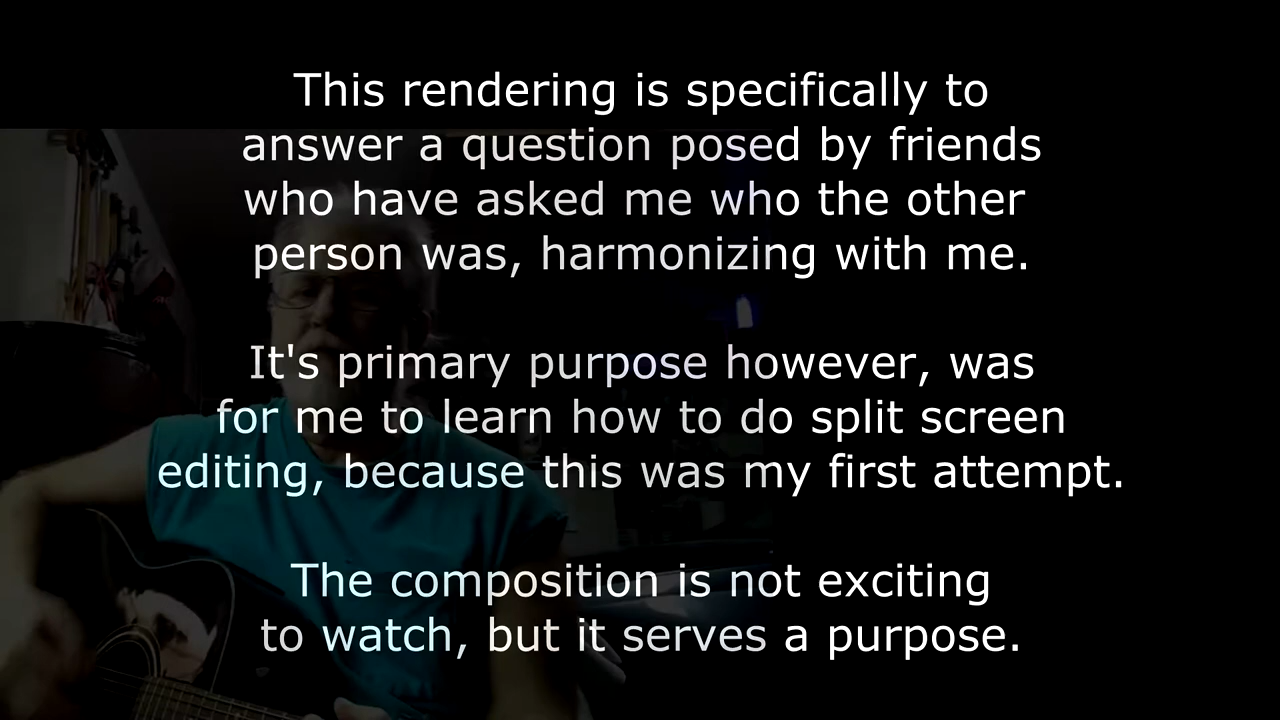 This rendering is specifically to
answer a question posed by friends
who have asked me who the other
person was, harmonizing with me.
It's primary purpose however, was
for me to learn how to do split screen
editing, because this was my first attempt.
The composition is not exciting
to watch, but it serves a purpose.